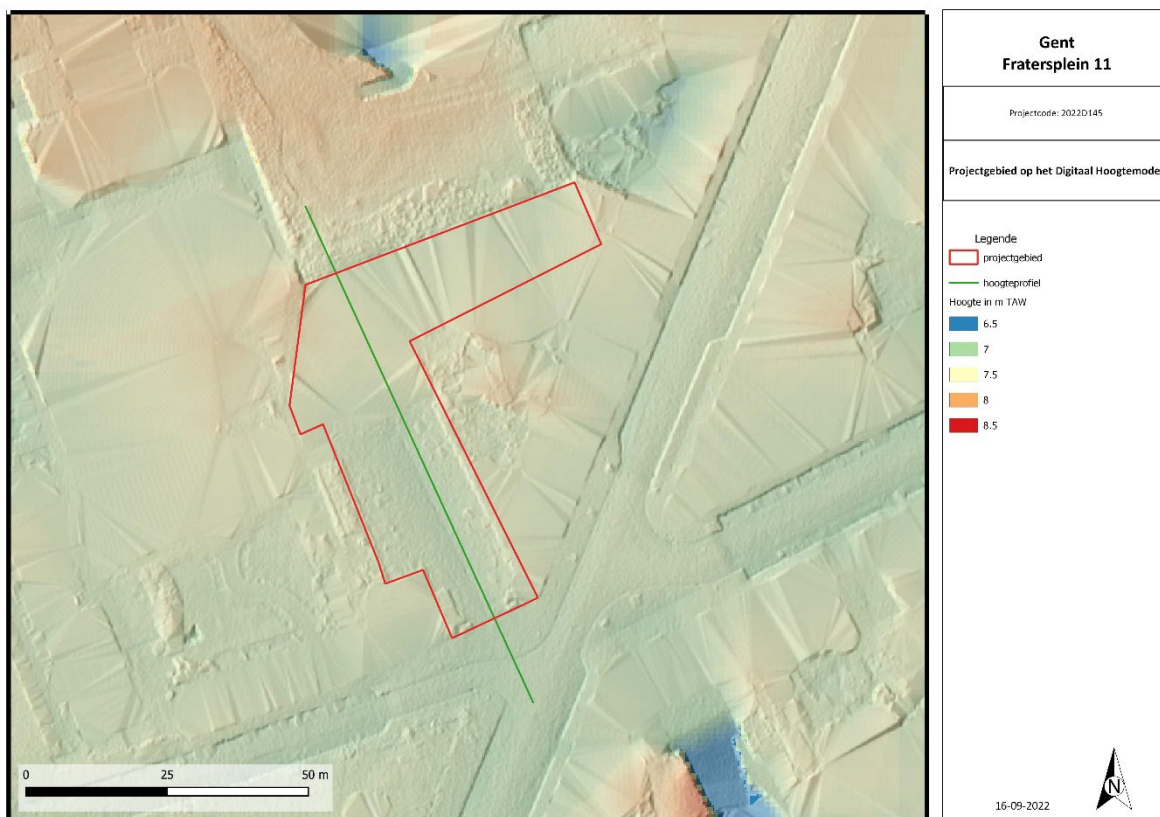 Gent
Fratersplein 11
Projectcode: 2022D145
Projectgebied op het Digitaal Hoogtemode
Legende
projectgebied
hoogteprofiel
Hoogte in m TAW
6.5
7
7.5
8
8.5
0 25 50 m
16-09-2022
N